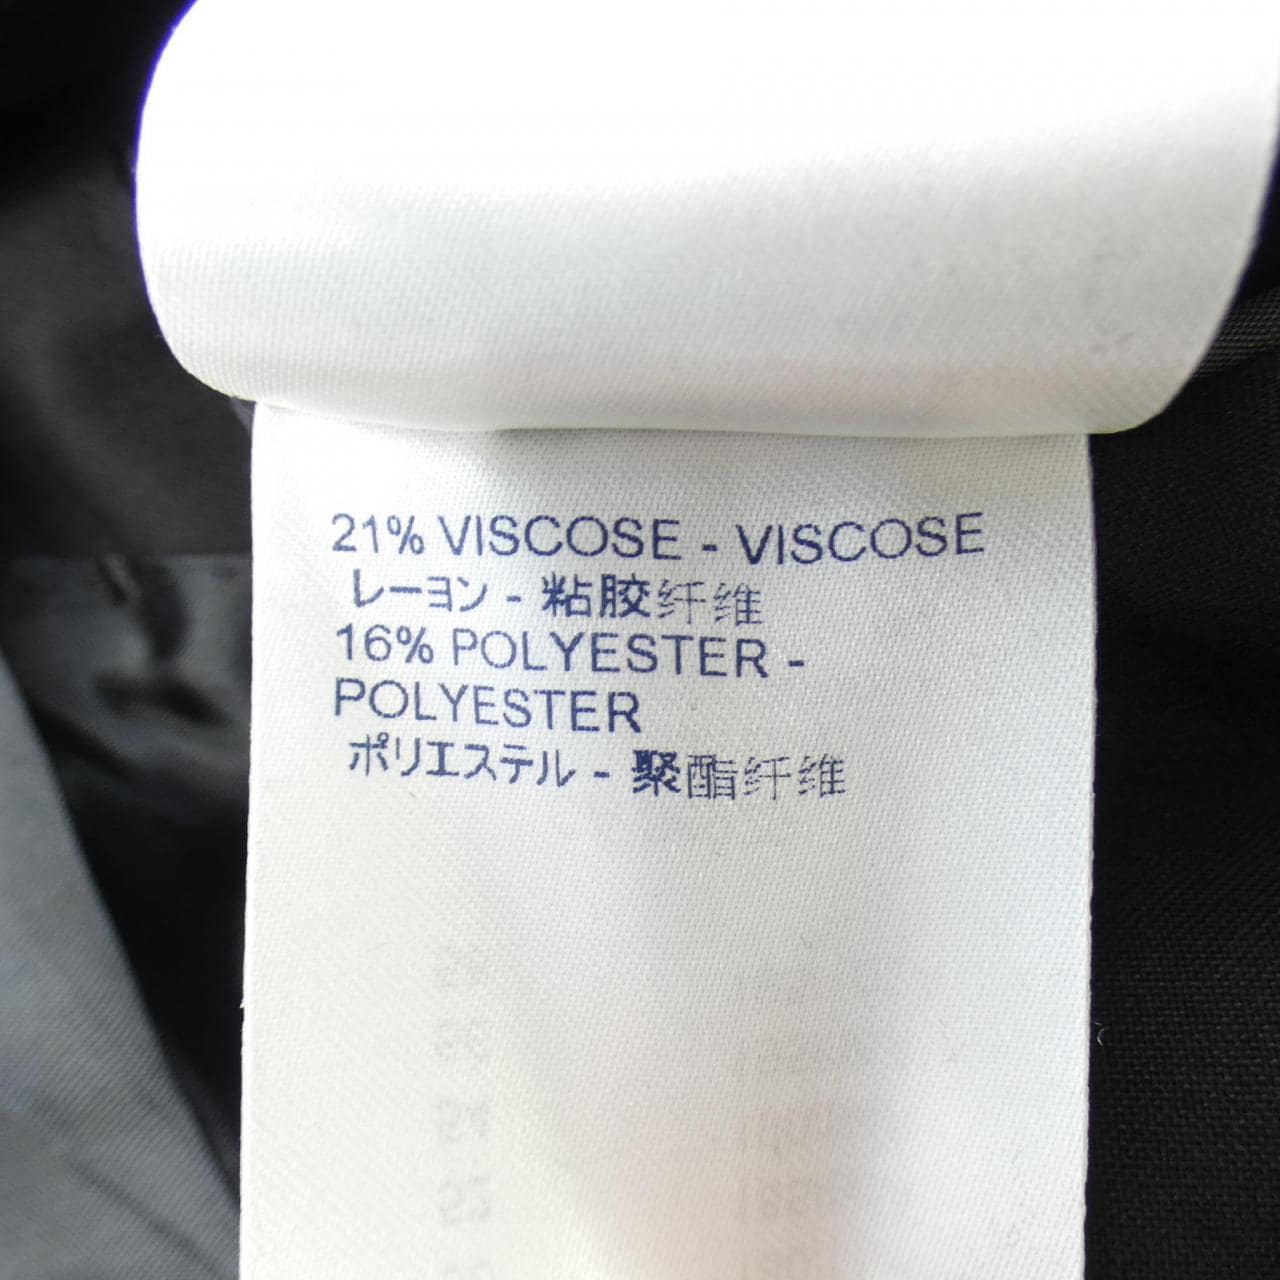 21% VISCOSE - VISCOSE
レーヨン - 粘胶纤维
16% POLYESTER -
POLYESTER
ポリエステル - 聚酯纤维